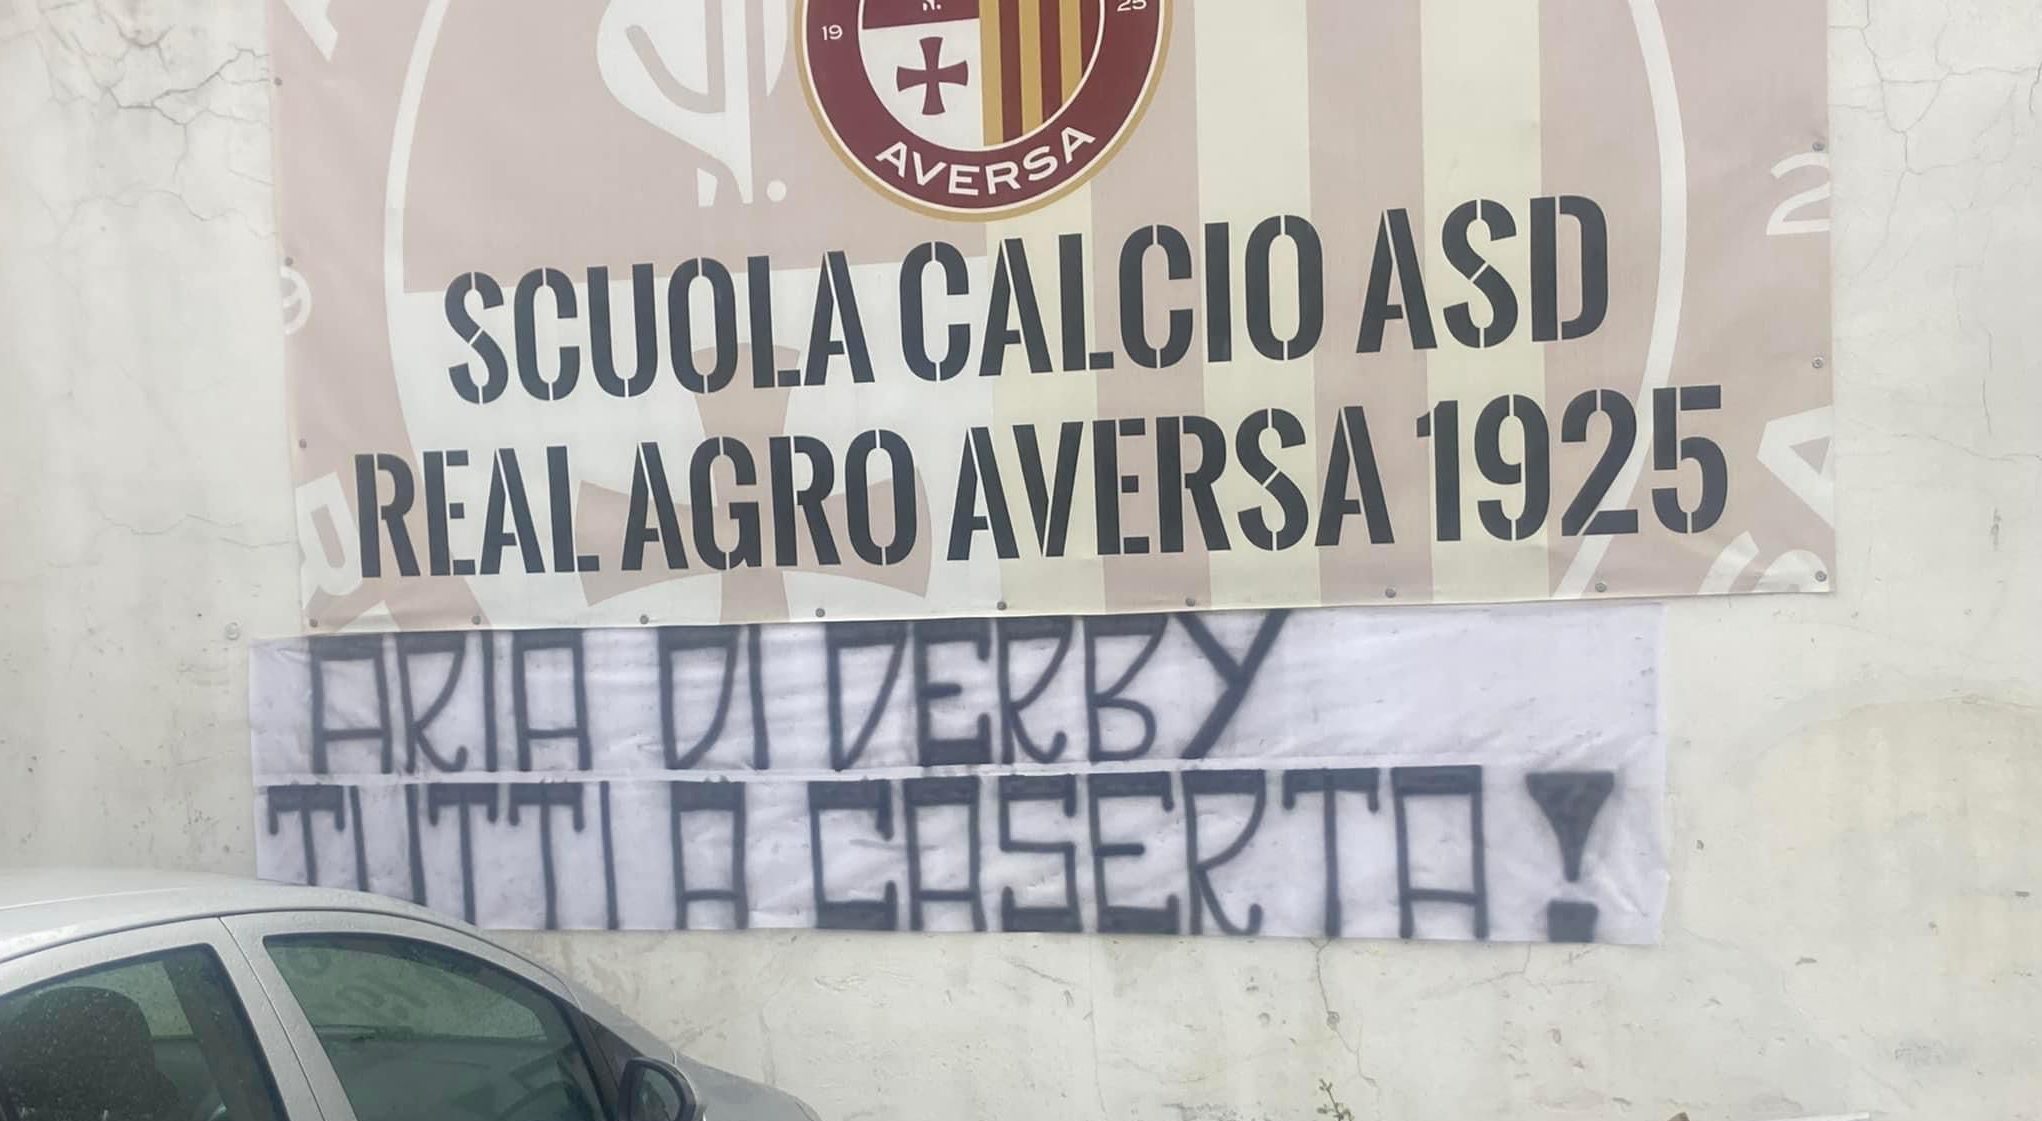 19 25
AVERSA
SCUOLA CALCIO ASD
REAL AGRO AVERSA 1925
ARIA DI DERBY
TUTTI A CASERTA!